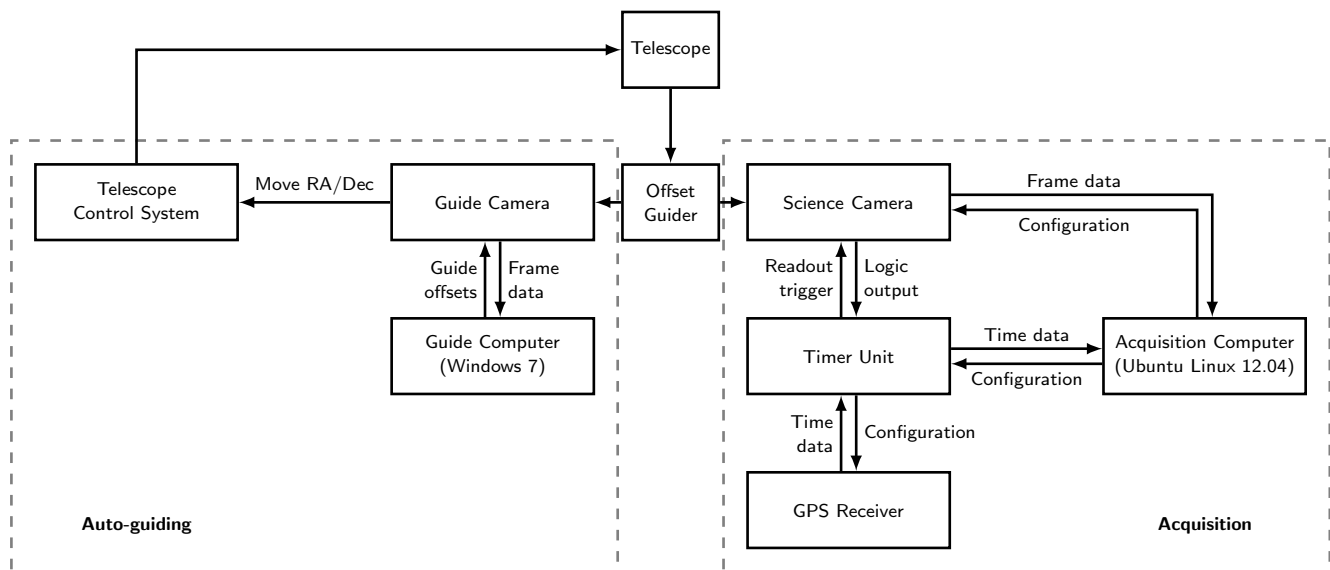 Telescope
Telescope
Control System
Move RA/Dec
Guide Camera
Offset
Guider
Science Camera
Frame data
Configuration
Guide
offsets
Frame
data
Readout
trigger
Logic
output
Guide Computer
(Windows 7)
Timer Unit
Time data
Configuration
Acquisition Computer
(Ubuntu Linux 12.04)
Time
data
Configuration
GPS Receiver
Auto-guiding
Acquisition